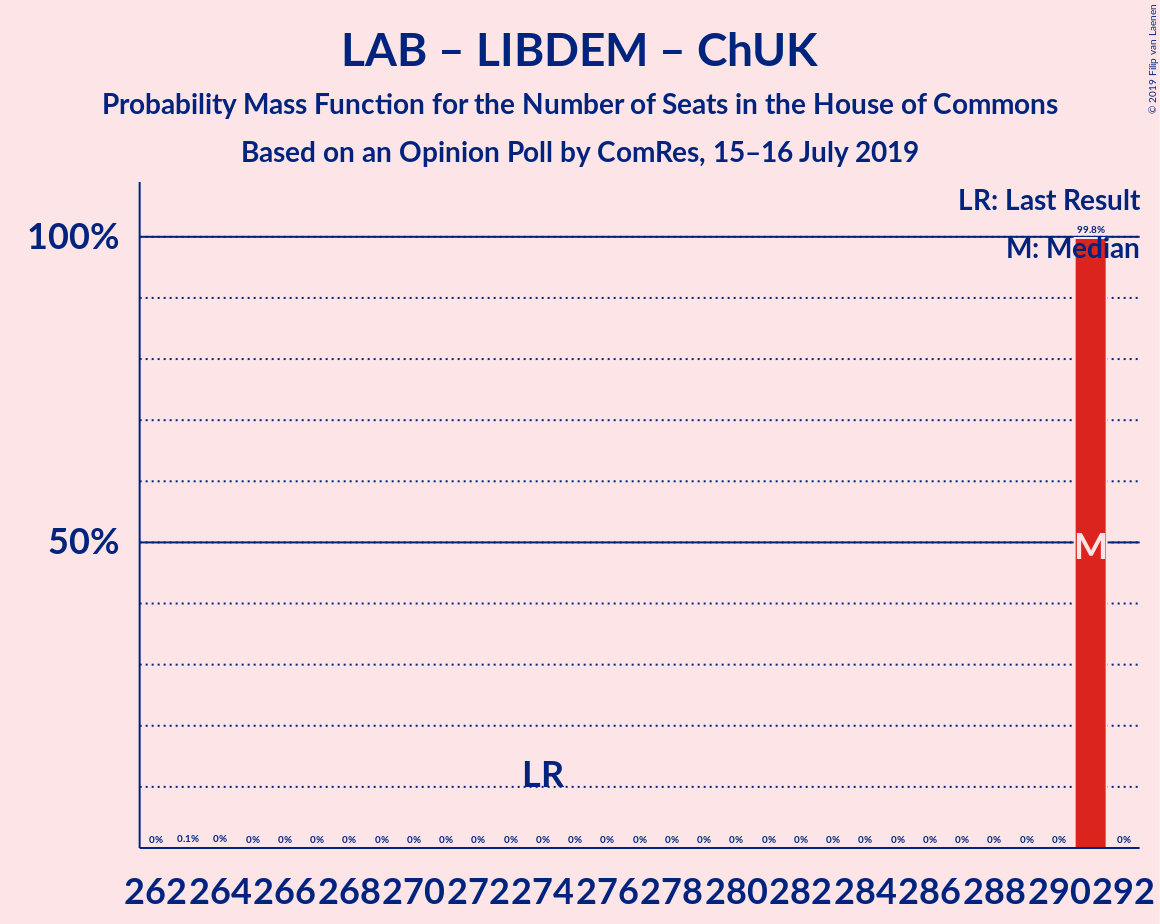 LAB – LIBDEM – ChUK
Probability Mass Function for the Number of Seats in the House of Commons
Based on an Opinion Poll by ComRes, 15–16 July 2019
© 2019 Filip van Laenen
LR: Last Result
M: Median
100%
50%
99.8%
M
LR
0% 0.1% 0% 0% 0% 0% 0% 0% 0% 0% 0% 0% 0% 0% 0% 0% 0% 0% 0% 0% 0% 0% 0% 0% 0% 0% 0% 0% 0% 0%
262 264 266 268 270 272 274 276 278 280 282 284 286 288 290 292